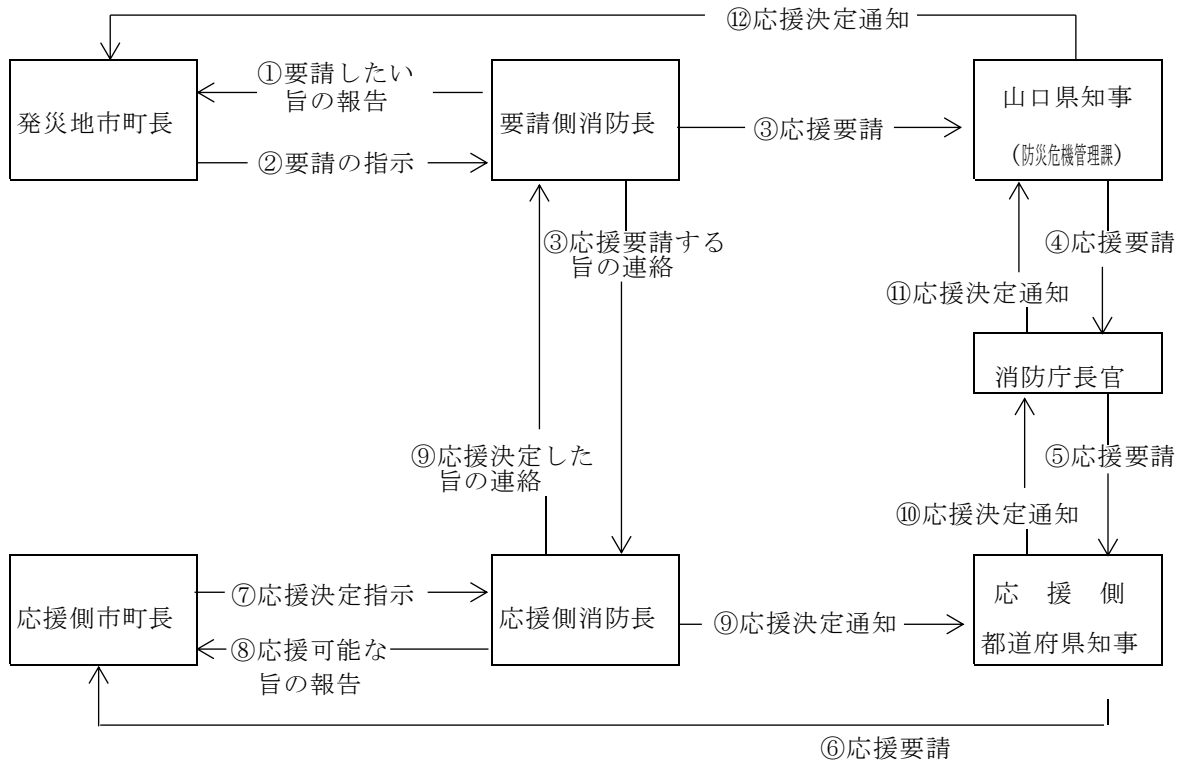 ⑫応援決定通知
発災地市町長
①要請したい
旨の報告
②要請の指示
要請側消防長
③応援要請
山口県知事
(防災危機管理課)
③応援要請する
旨の連絡
④応援要請
⑪応援決定通知
消防庁長官
⑨応援決定した
旨の連絡
⑤応援要請
⑩応援決定通知
応援側市町長
⑦応援決定指示
⑧応援可能な
旨の報告
応援側消防長
⑨応援決定通知
応 援 側
都道府県知事
⑥応援要請